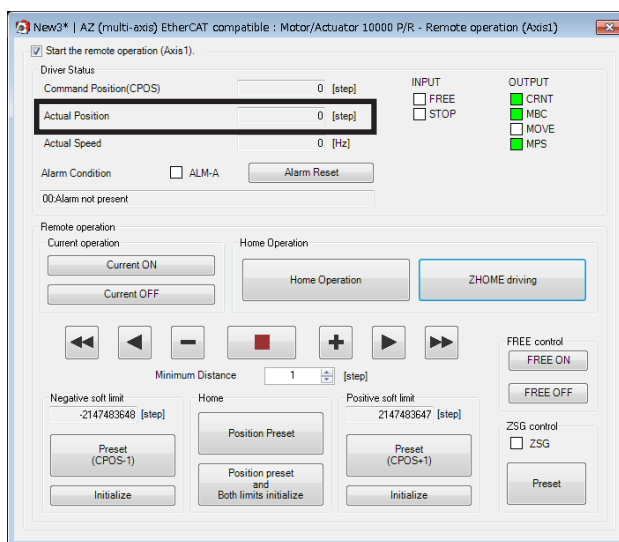 New3* | AZ (multi-axis) EtherCAT compatible : Motor/Actuator 10000 P/R - Remote operation (Axis1)
Start the remote operation (Axis1).
Driver Status
Command Position(CPOS) 0 [step]
INPUT
OUTPUT
FREE
CRNT
Actual Position 0 [step]
STOP
MBC
MOVE
Actual Speed 0 [Hz]
MPS
Alarm Condition ALM-A Alarm Reset
00:Alarm not present
Remote operation
Current operation
Home Operation
Current ON
Current OFF
Home Operation
ZHOME driving
Minimum Distance 1 [step]
FREE control
FREE ON
FREE OFF
Negative soft limit
-2147483648 [step]
Preset
(CPOS-1)
Initialize
Home
Position Preset
Position preset
and
Both limits initialize
Positive soft limit
2147483647 [step]
Preset
(CPOS+1)
Initialize
ZSG control
ZSG
Preset